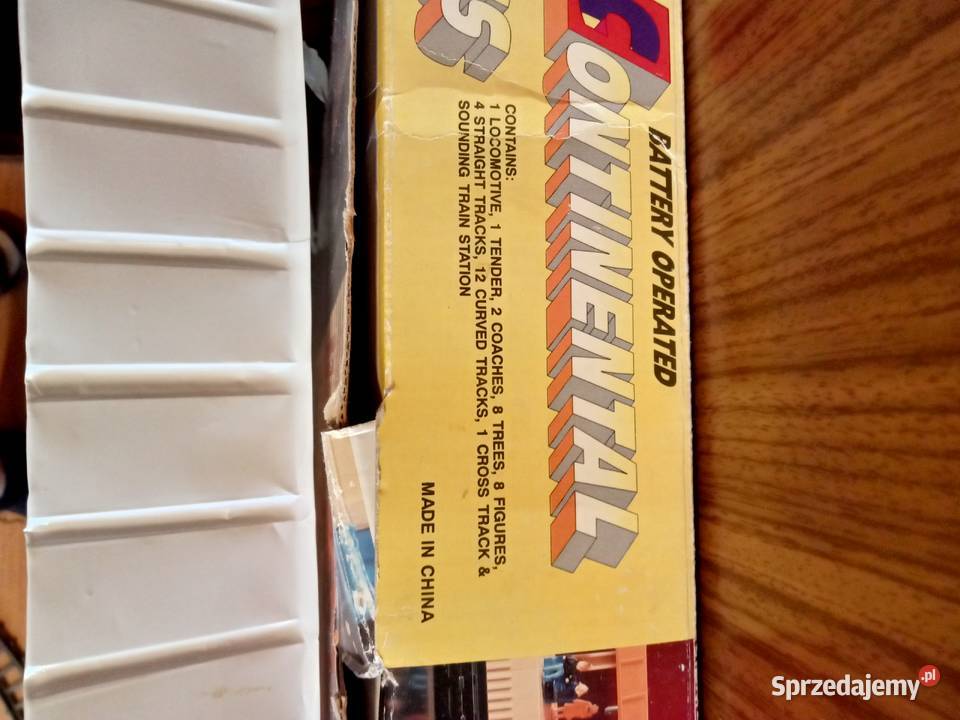 BATTERY OPERATED
CONTINENTAL
S
CONTAINS:
1 LOCOMOTIVE, 1 TENDER, 2 COACHES, 8 TREES, 8 FIGURES,
4 STRAIGHT TRACKS, 12 CURVED TRACKS, 1 CROSS TRACK &
SOUNDING TRAIN STATION
MADE IN CHINA
Sprzedajemy.pl